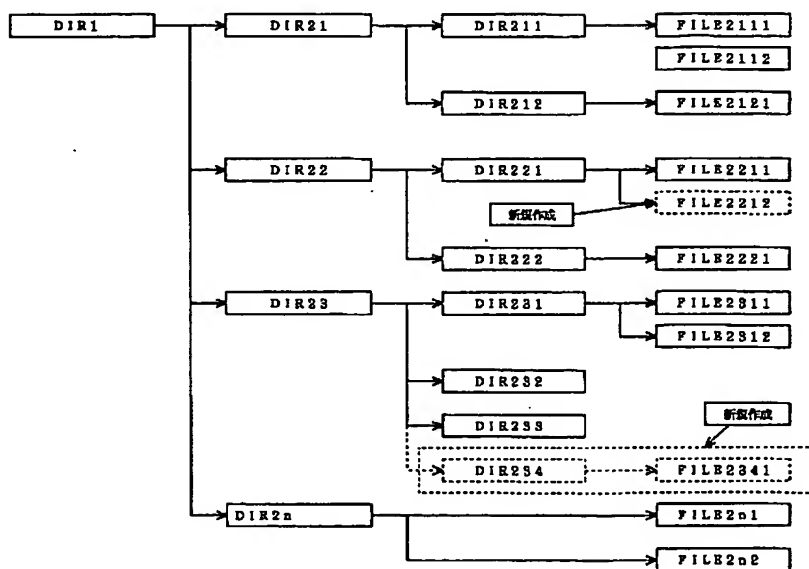 DIR1 DIR21 DIR211 FILE2111
FILE2112
DIR212 FILE2121
DIR22 DIR221 FILE2211
新規作成 FILE2212
DIR222 FILE2221
DIR23 DIR231 FILE2311
FILE2312
DIR232
新規作成
DIR233
DIR234 FILE2341
DIR2n FILE2n1
FILE2n2